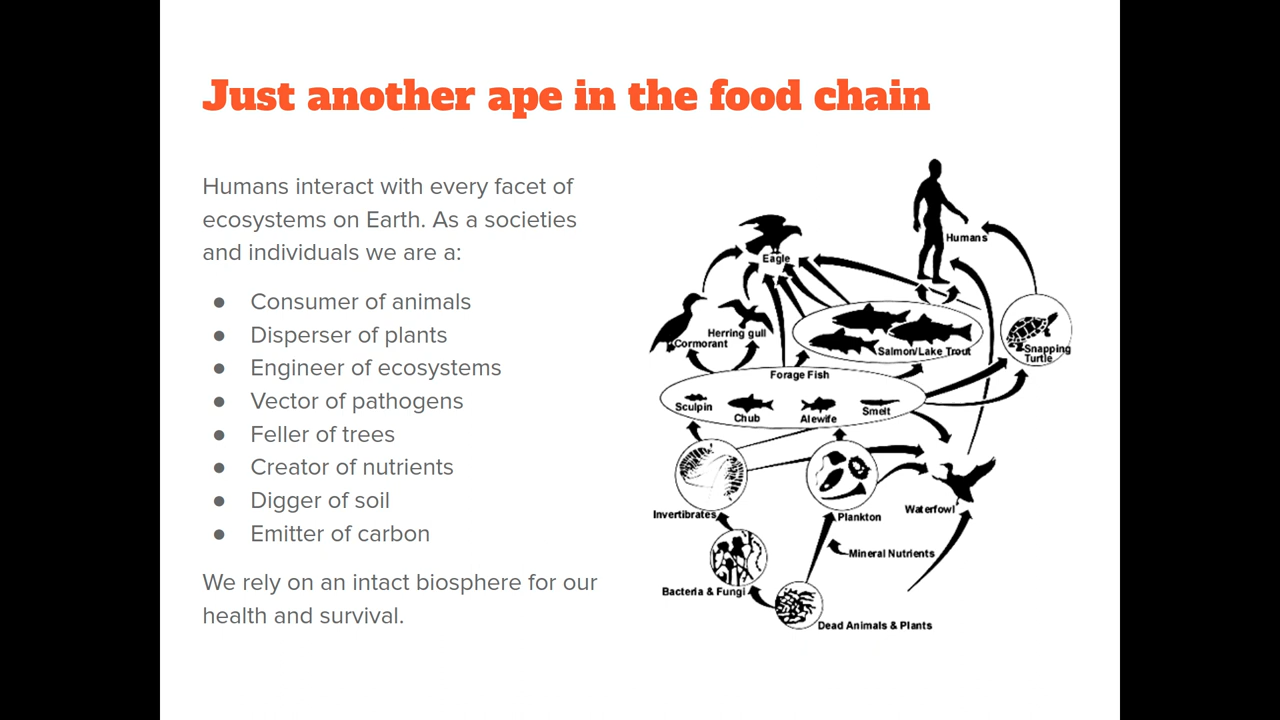 Just another ape in the food chain
Humans interact with every facet of
ecosystems on Earth. As a societies
and individuals we are a:
● Consumer of animals
● Disperser of plants
● Engineer of ecosystems
● Vector of pathogens
● Feller of trees
● Creator of nutrients
● Digger of soil
● Emitter of carbon
We rely on an intact biosphere for our
health and survival.
Humans
Eagle
Herring gull
Cormorant
Salmon/Lake Trout
Snapping
Turtle
Forage Fish
Sculpin
Chub
Alewife
Smelt
Invertibrates
Plankton
Waterfowl
Mineral Nutrients
Bacteria & Fungi
Dead Animals & Plants